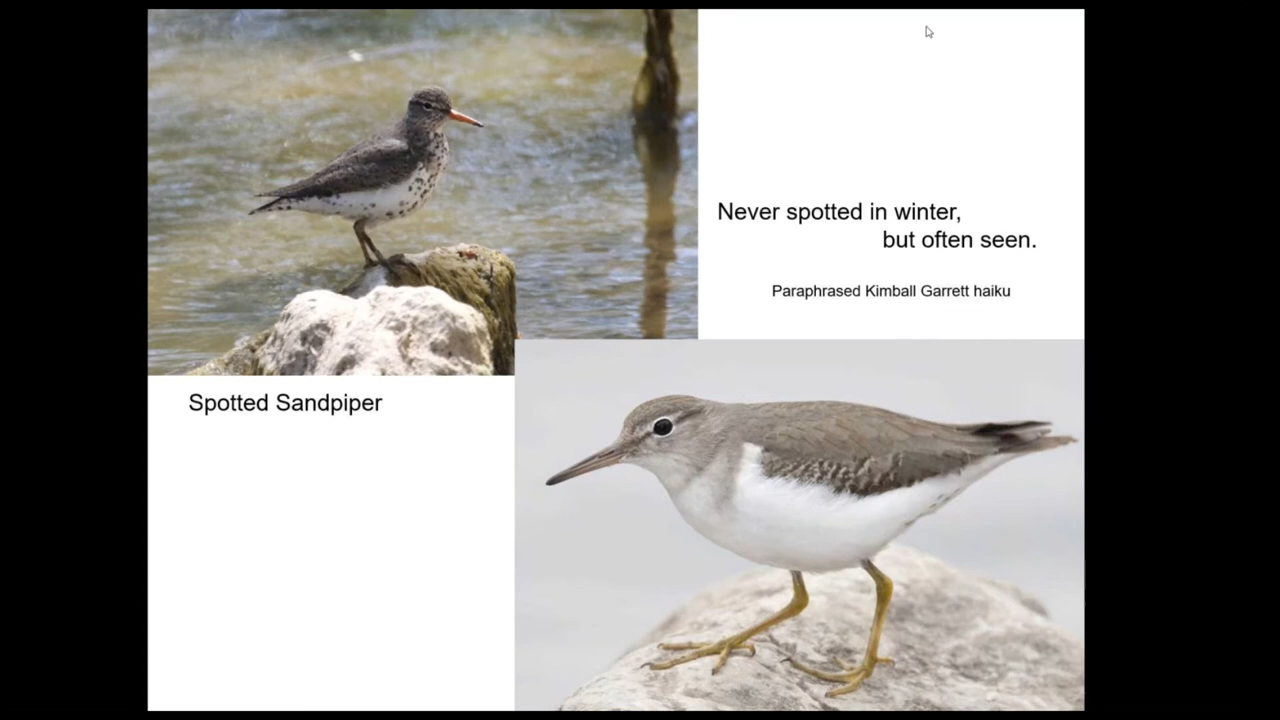 Never spotted in winter,
but often seen.
Paraphrased Kimball Garrett haiku
Spotted Sandpiper